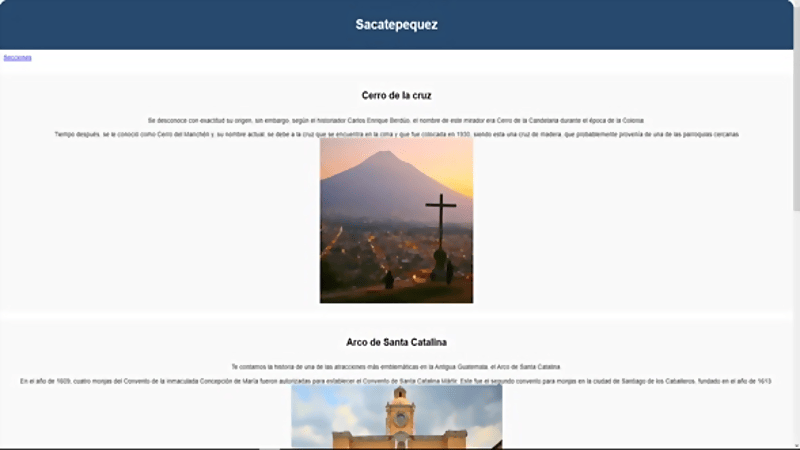 Sacatepequez
Secciones
Cerro de la cruz
Se desconoce con exactitud su origen, sin embargo, según el historiador Carlos Enrique Berdúo, el nombre de este mirador era Cerro de la Candelaria durante el época de la Colonia.
Tiempo después, se le conoció como Cerro del Manchén y, su nombre actual, se debe a la cruz que se encuentra en la cima y que fue colocada en 1930, siendo esta una cruz de madera, que probablemente provenía de una de las parroquias cercanas
Arco de Santa Catalina
Te contamos la historia de una de las atracciones más emblemáticas en la Antigua Guatemala, el Arco de Santa Catalina.
En el año de 1609, cuatro monjas del Convento de la inmaculada Concepción de María fueron autorizadas para establecer el Convento de Santa Catalina Mártir. Este fue el segundo convento para monjas en la ciudad de Santiago de los Caballeros, fundado en el año de 1613